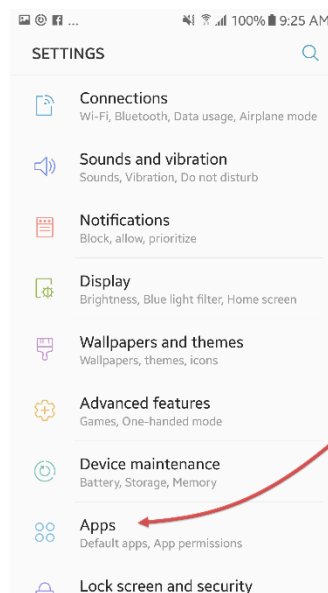 ... 100% 9:25 AM
SETTINGS
Connections
Wi-Fi, Bluetooth, Data usage, Airplane mode
Sounds and vibration
Sounds, Vibration, Do not disturb
Notifications
Block, allow, prioritize
Display
Brightness, Blue light filter, Home screen
Wallpapers and themes
Wallpapers, themes, icons
Advanced features
Games, One-handed mode
Device maintenance
Battery, Storage, Memory
Apps
Default apps, App permissions
Lock screen and security